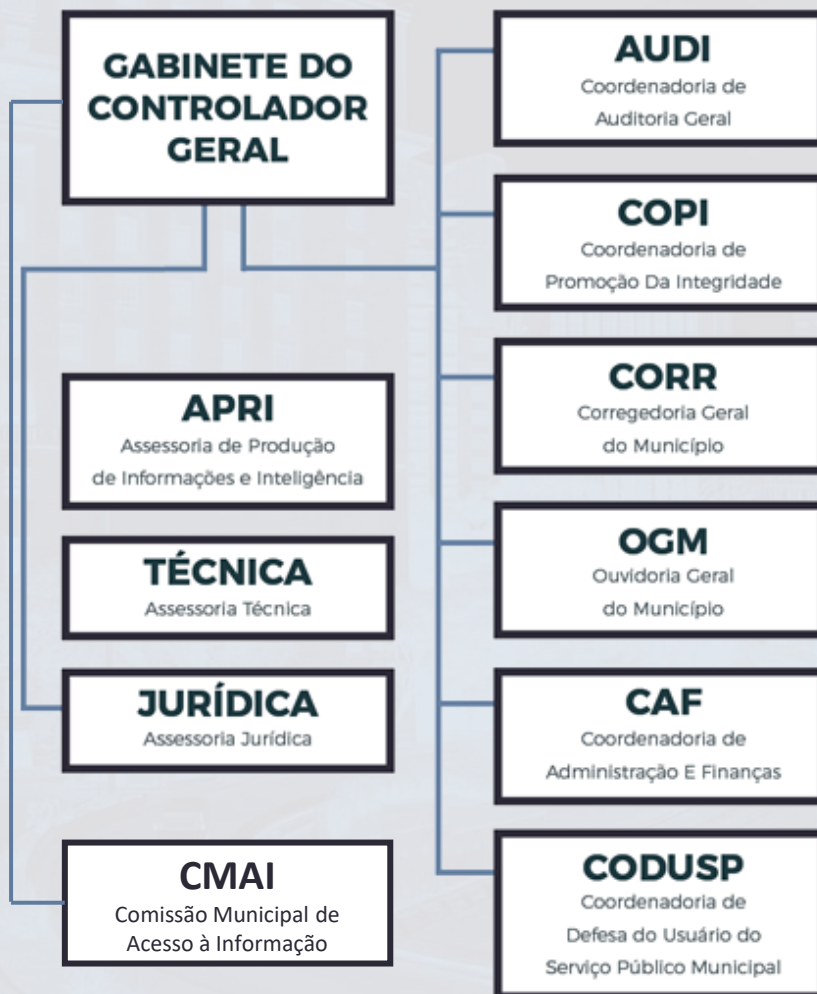 GABINETE DO
CONTROLADOR
GERAL
APRI
Assessoria de Produção
de Informações e Inteligência
TÉCNICA
Assessoria Técnica
JURÍDICA
Assessoria Jurídica
CMAI
Comissão Municipal de
Acesso à Informação
AUDI
Coordenadoria de
Auditoria Geral
COPI
Coordenadoria de
Promoção Da Integridade
CORR
Corregedoria Geral
do Município
OGM
Ouvidoria Geral
do Município
CAF
Coordenadoria de
Administração E Finanças
CODUSP
Coordenadoria de
Defesa do Usuário do
Serviço Público Municipal